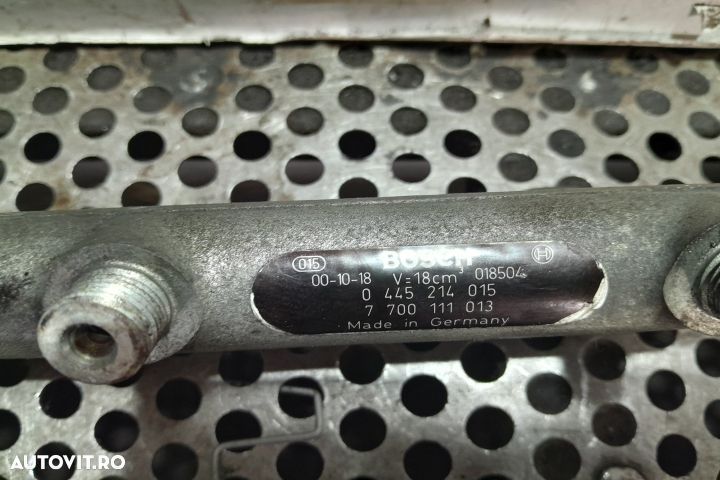 BOSCH
015
00-10-18 V=18cm³ 018504
0 445 214 015
7 700 111 013
Made in Germany
AUTOVIT.RO